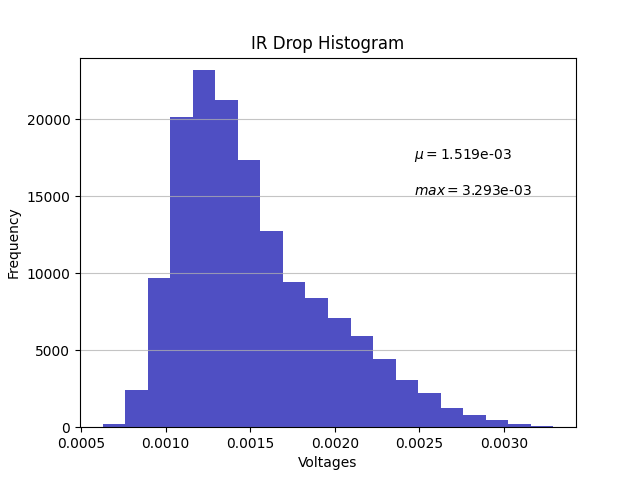 IR Drop Histogram
20000
15000
10000
5000
0
Frequency
μ = 1.519e-03
max = 3.293e-03
0.0005 0.0010 0.0015 0.0020 0.0025 0.0030
Voltages